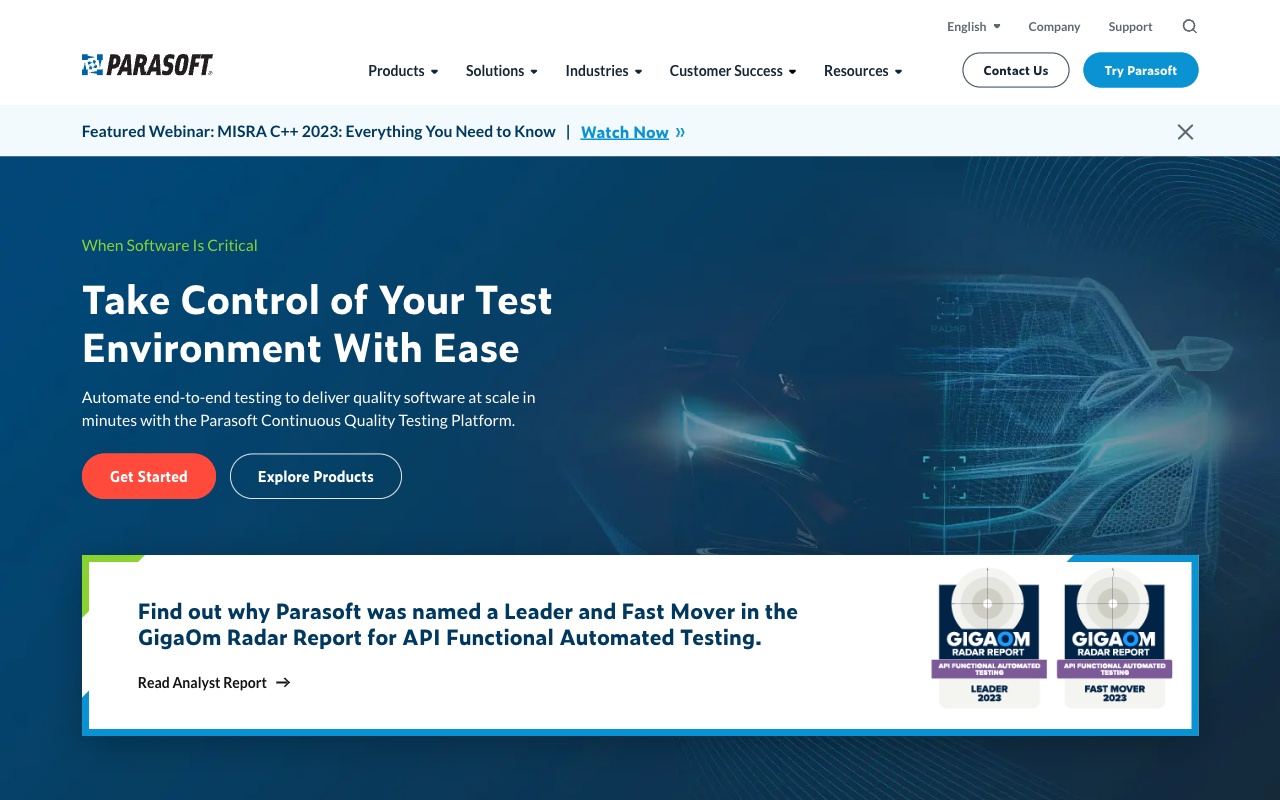 English
Company
Support
PARASOFT
Products
Solutions
Industries
Customer Success
Resources
Contact Us
Try Parasoft
Featured Webinar: MISRA C++ 2023: Everything You Need to Know | Watch Now »
When Software Is Critical
Take Control of Your Test
Environment With Ease
Automate end-to-end testing to deliver quality software at scale in
minutes with the Parasoft Continuous Quality Testing Platform.
Get Started
Explore Products
RADAR
Find out why Parasoft was named a Leader and Fast Mover in the
GigaOm Radar Report for API Functional Automated Testing.
Read Analyst Report →
GIGAOM
RADAR REPORT
API FUNCTIONAL AUTOMATED
TESTING
LEADER
2023
GIGAOM
RADAR REPORT
API FUNCTIONAL AUTOMATED
TESTING
FAST MOVER
2023